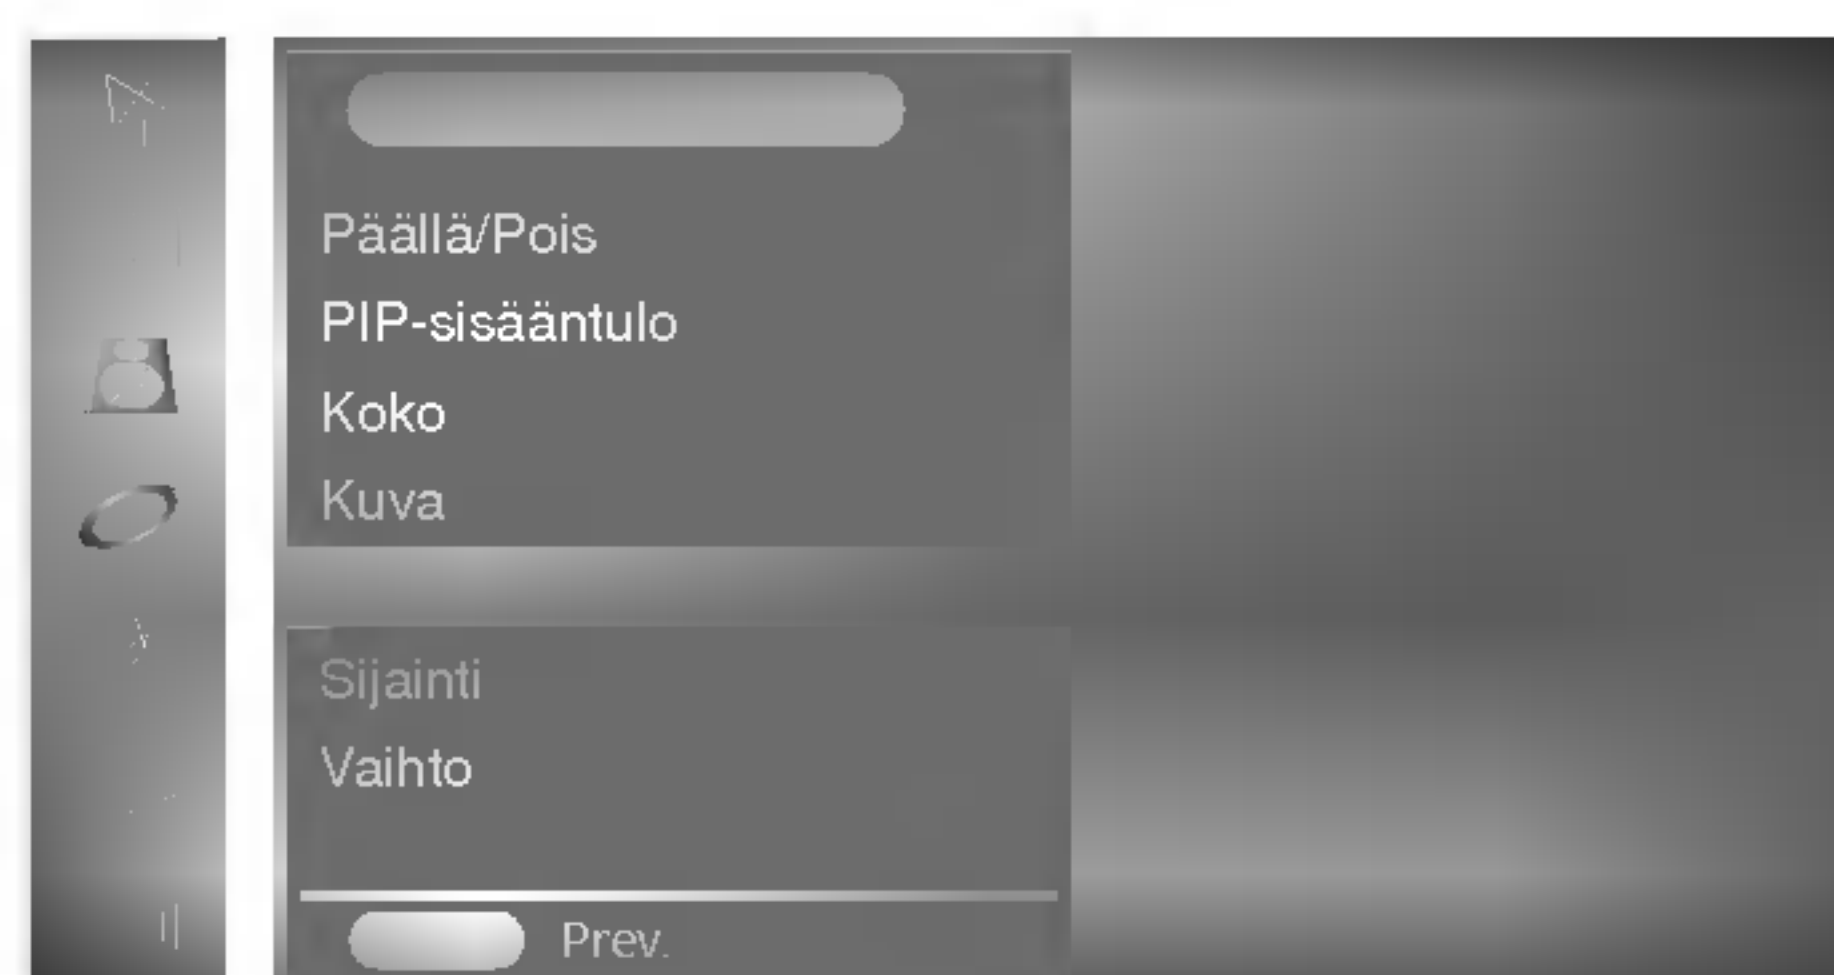 Päällä/Pois
PIP-sisääntulo
Koko
Kuva
Sijainti
Vaihto
Prev.